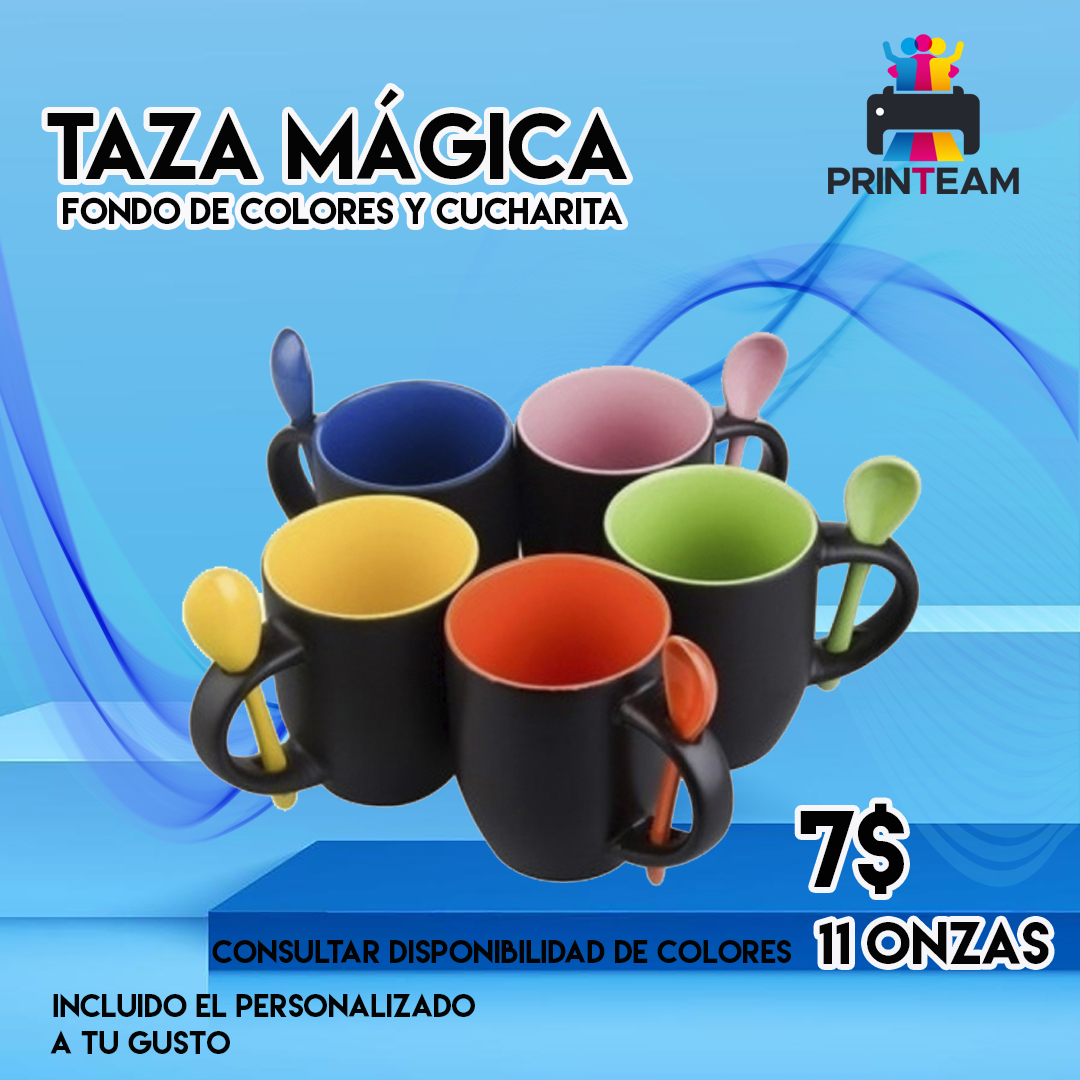 TAZA MÁGICA
FONDO DE COLORES Y CUCHARITA
PRINTEAM
7$
11 ONZAS
CONSULTAR DISPONIBILIDAD DE COLORES
INCLUIDO EL PERSONALIZADO
A TU GUSTO